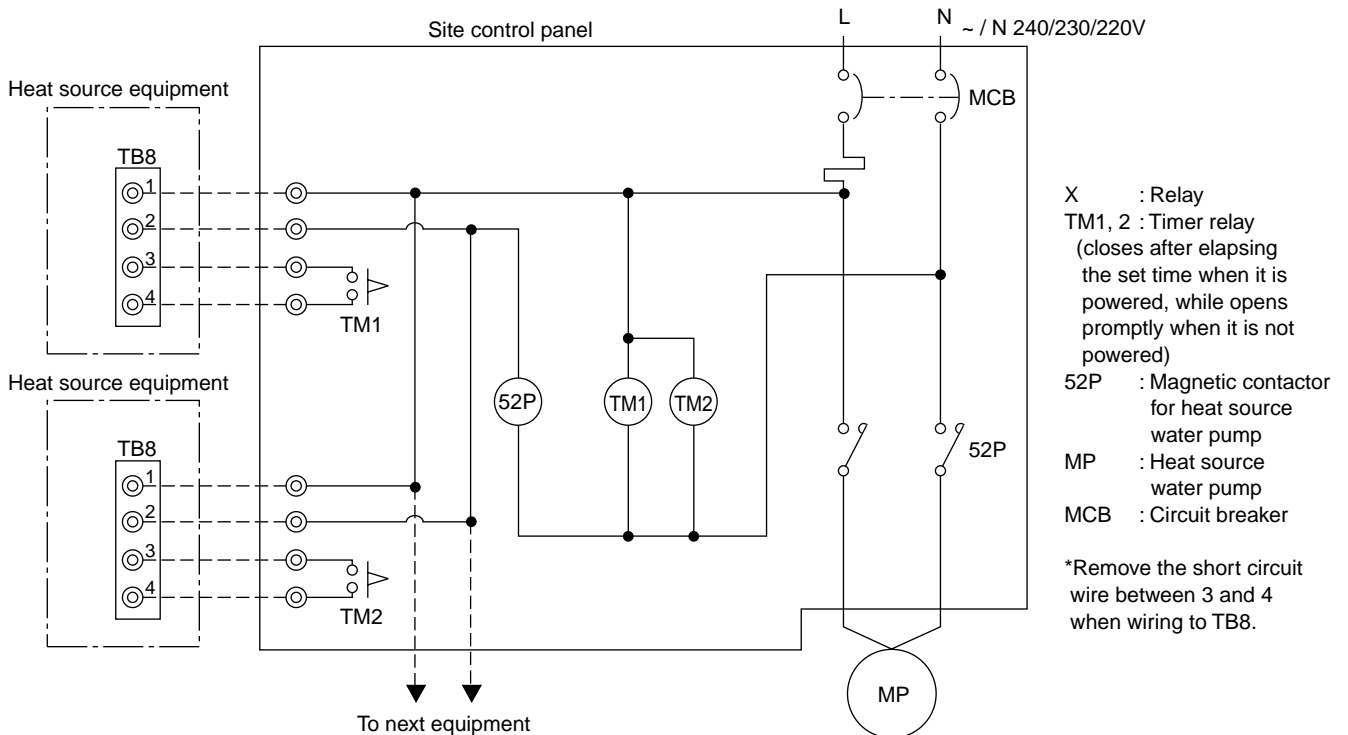 L
N
~ / N 240/230/220V
Site control panel
MCB
Heat source equipment
TB8
1
2
3
4
TM1
52P
TM1
TM2
52P
Heat source equipment
TB8
1
2
3
4
TM2
To next equipment
MP
X : Relay
TM1, 2 : Timer relay
(closes after elapsing
the set time when it is
powered, while opens
promptly when it is not
powered)
52P : Magnetic contactor
for heat source
water pump
MP : Heat source
water pump
MCB : Circuit breaker
*Remove the short circuit
wire between 3 and 4
when wiring to TB8.